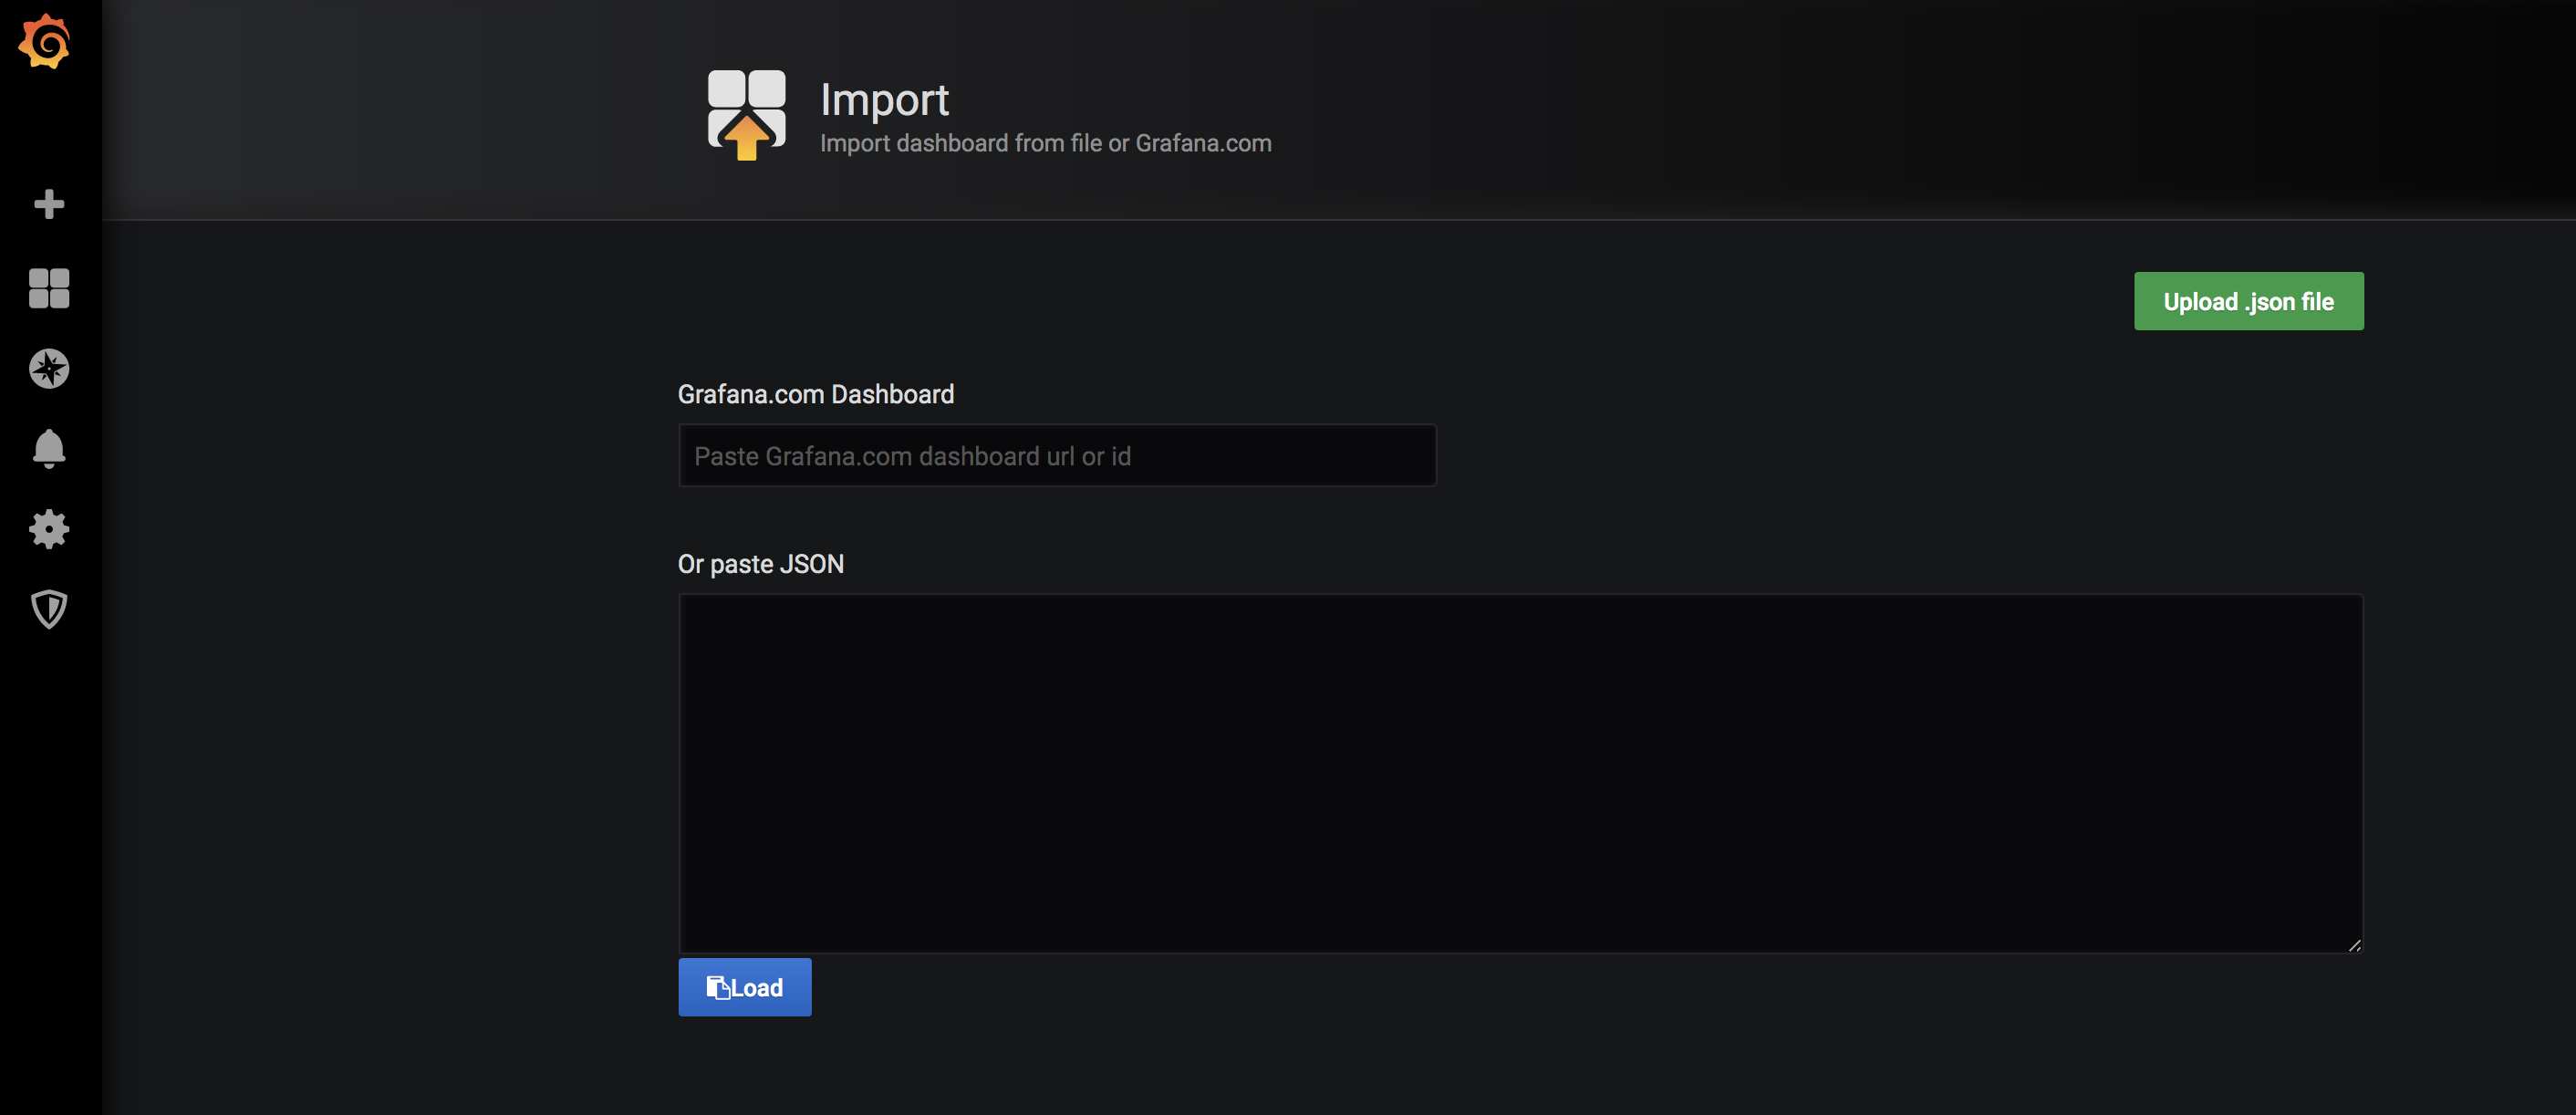 Import
Import dashboard from file or Grafana.com
Upload .json file
Grafana.com Dashboard
Paste Grafana.com dashboard url or id
Or paste JSON
Load